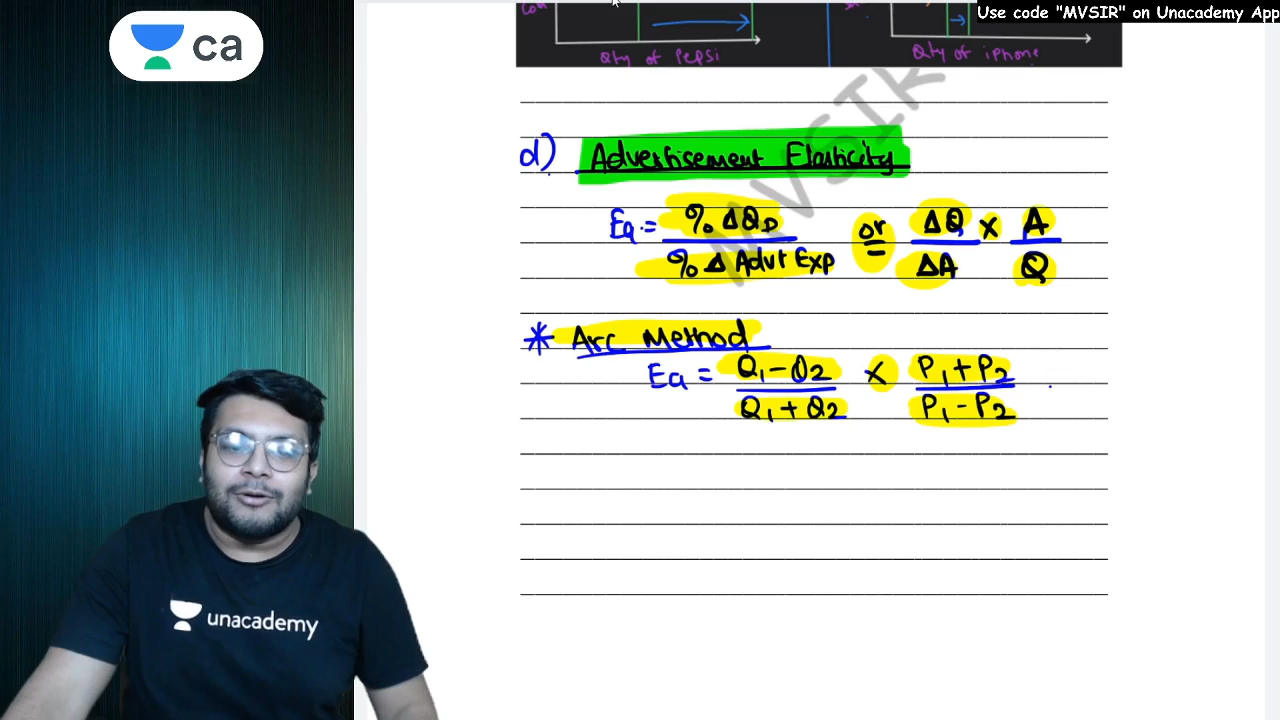 Use code "MVSIR" on Unacademy App
ca
Qty of Pepsi
Qty of iphone
MVSIR
d) Advertisement Elasticity
Ea = % ΔQD / % Δ Advt Exp or ΔQ / ΔA x A / Q
* Arc Method
Ea = Q1 - Q2 / Q1 + Q2 x P1 + P2 / P1 - P2
unacademy